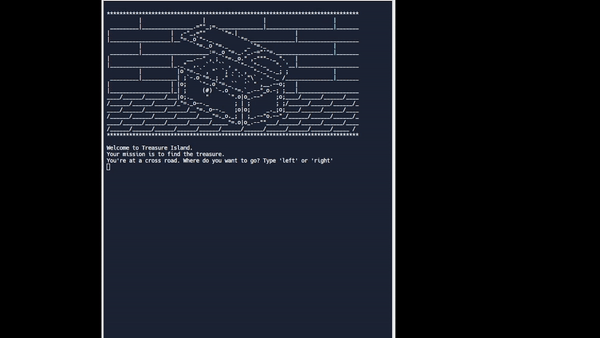 Welcome to Treasure Island.
Your mission is to find the treasure.
You're at a cross road. Where do you want to go? Type 'left' or 'right'